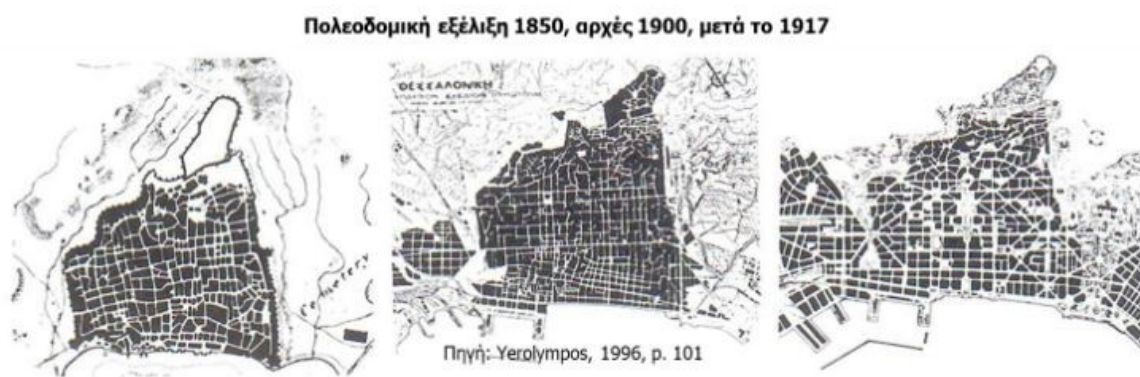 Πολεοδομική εξέλιξη 1850, αρχές 1900, μετά το 1917
ΘΕΣΣΑΛΟΝΙΚΗ
Cemetery
Πηγή: Yerolympos, 1996, p. 101